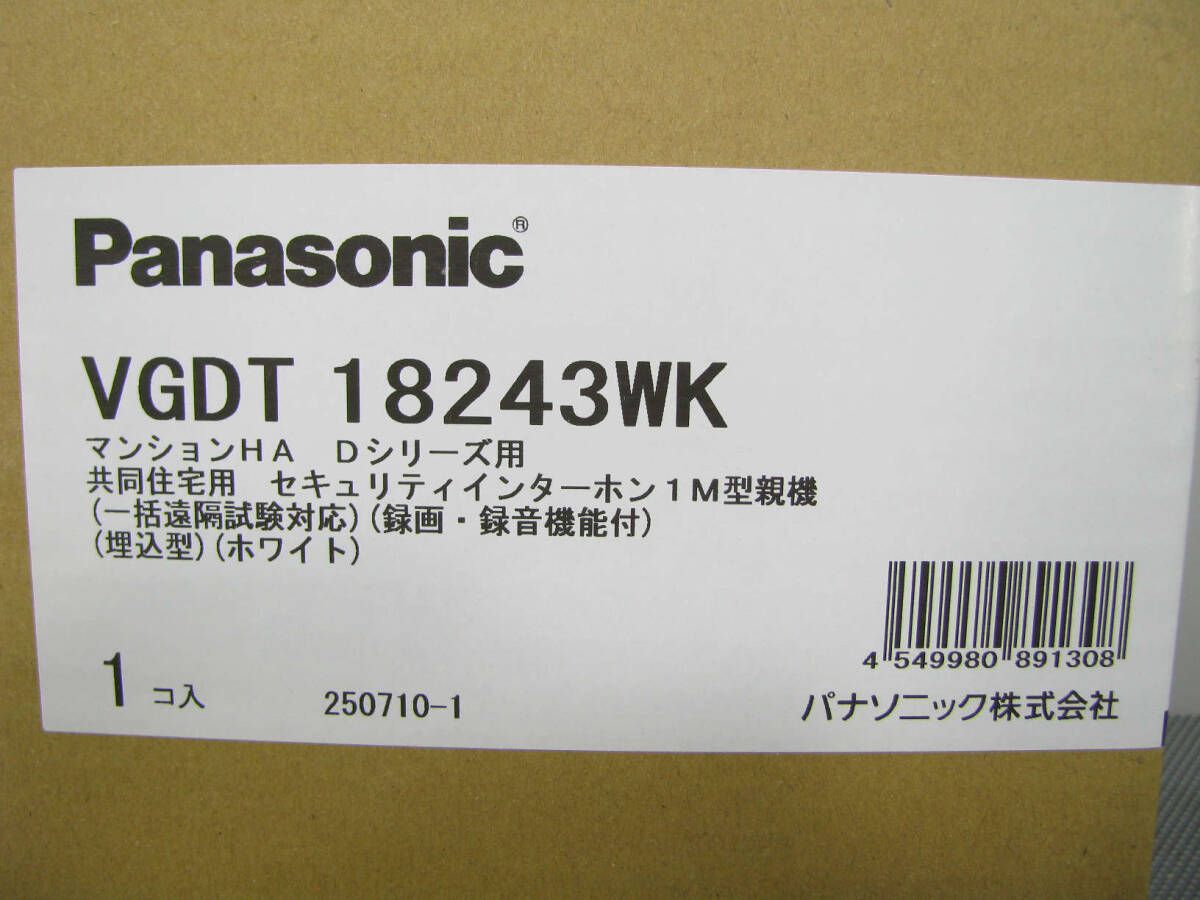 Panasonic®
VGDT 18243WK
マンションＨＡ　Ｄシリーズ用
共同住宅用　セキュリティインターホン１Ｍ型親機
(一括遠隔試験対応)(録画・録音機能付)
(埋込型)(ホワイト)
4 549980 891308
1 コ入 250710-1 パナソニック株式会社